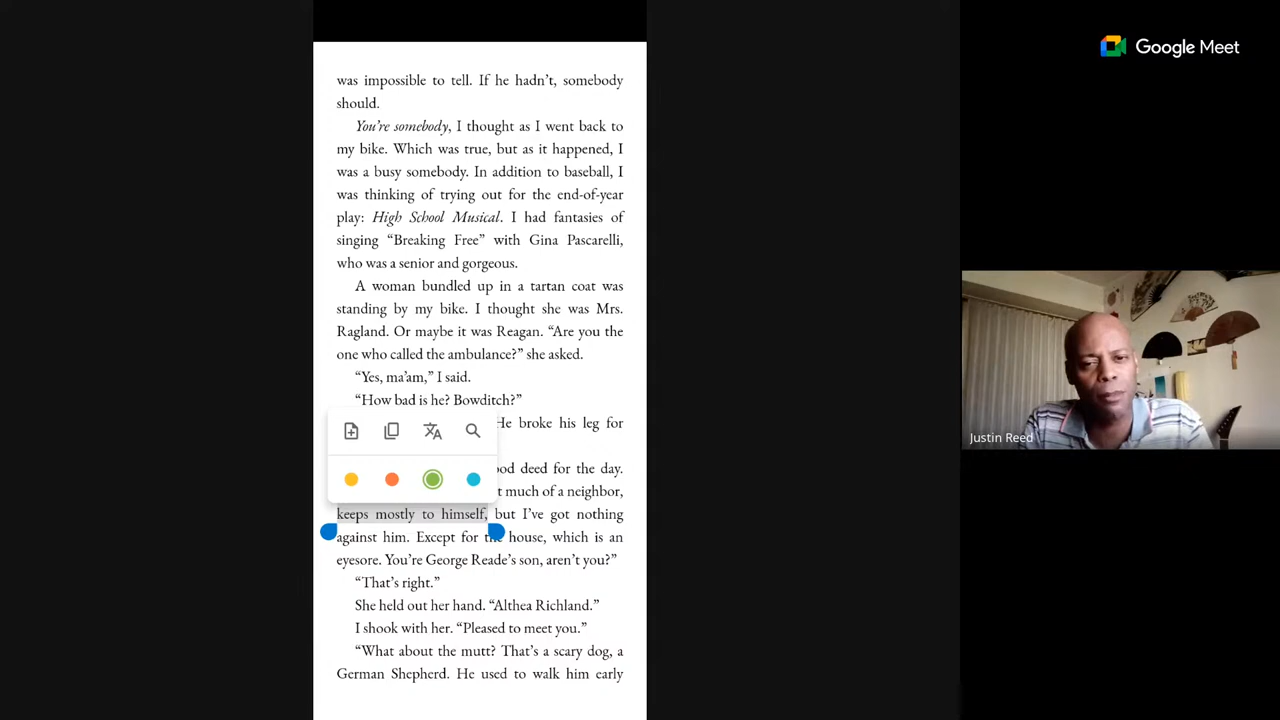 was impossible to tell. If he hadn’t, somebody
should.
You’re somebody, I thought as I went back to
my bike. Which was true, but as it happened, I
was a busy somebody. In addition to baseball, I
was thinking of trying out for the end-of-year
play: High School Musical. I had fantasies of
singing “Breaking Free” with Gina Pascarelli,
who was a senior and gorgeous.
A woman bundled up in a tartan coat was
standing by my bike. I thought she was Mrs.
Ragland. Or maybe it was Reagan. “Are you the
one who called the ambulance?” she asked.
“Yes, ma’am,” I said.
“How bad is he? Bowditch?”
He broke his leg for
deed for the day.
much of a neighbor,
keeps mostly to himself, but I’ve got nothing
against him. Except for the house, which is an
eyesore. You’re George Reade’s son, aren’t you?”
“That’s right.”
She held out her hand. “Althea Richland.”
I shook with her. “Pleased to meet you.”
“What about the mutt? That’s a scary dog, a
German Shepherd. He used to walk him early
Google Meet
Justin Reed